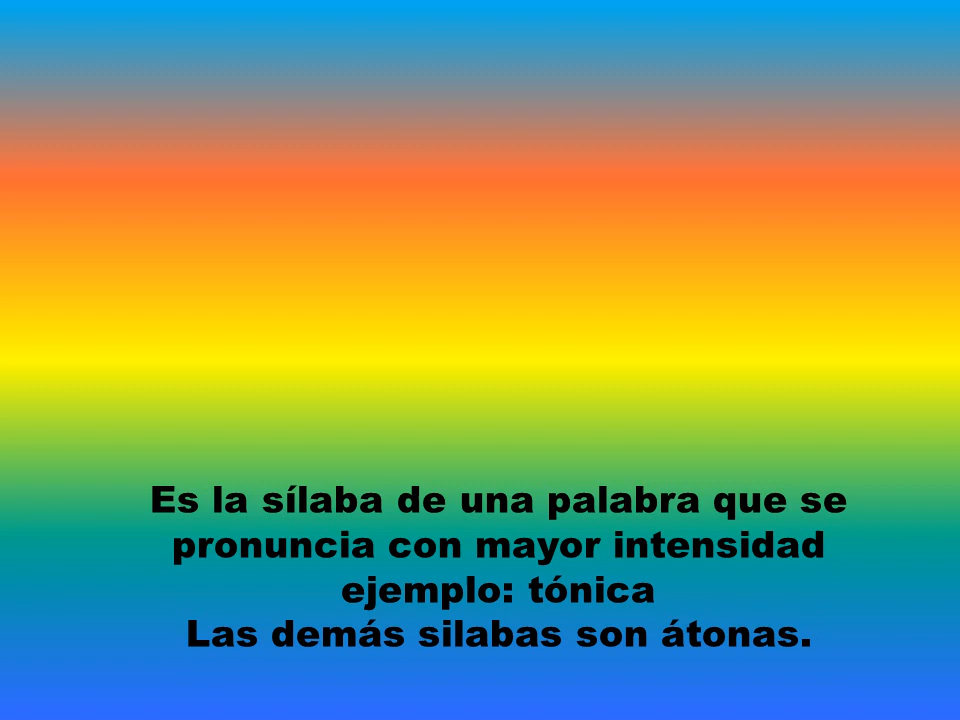 Es la sílaba de una palabra que se
pronuncia con mayor intensidad
ejemplo: tónica
Las demás silabas son átonas.